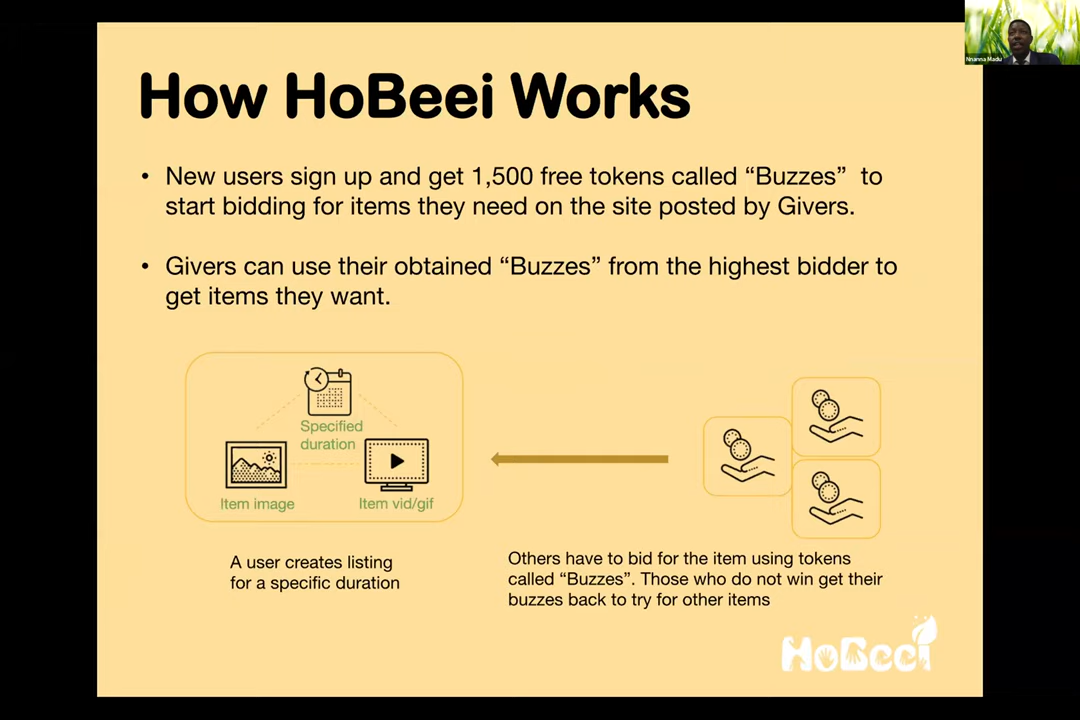 Nnanna Madu
How HoBeei Works
• New users sign up and get 1,500 free tokens called “Buzzes” to
start bidding for items they need on the site posted by Givers.
• Givers can use their obtained “Buzzes” from the highest bidder to
get items they want.
Specified
duration
Item image
Item vid/gif
A user creates listing
for a specific duration
Others have to bid for the item using tokens
called “Buzzes”. Those who do not win get their
buzzes back to try for other items
HoBeei